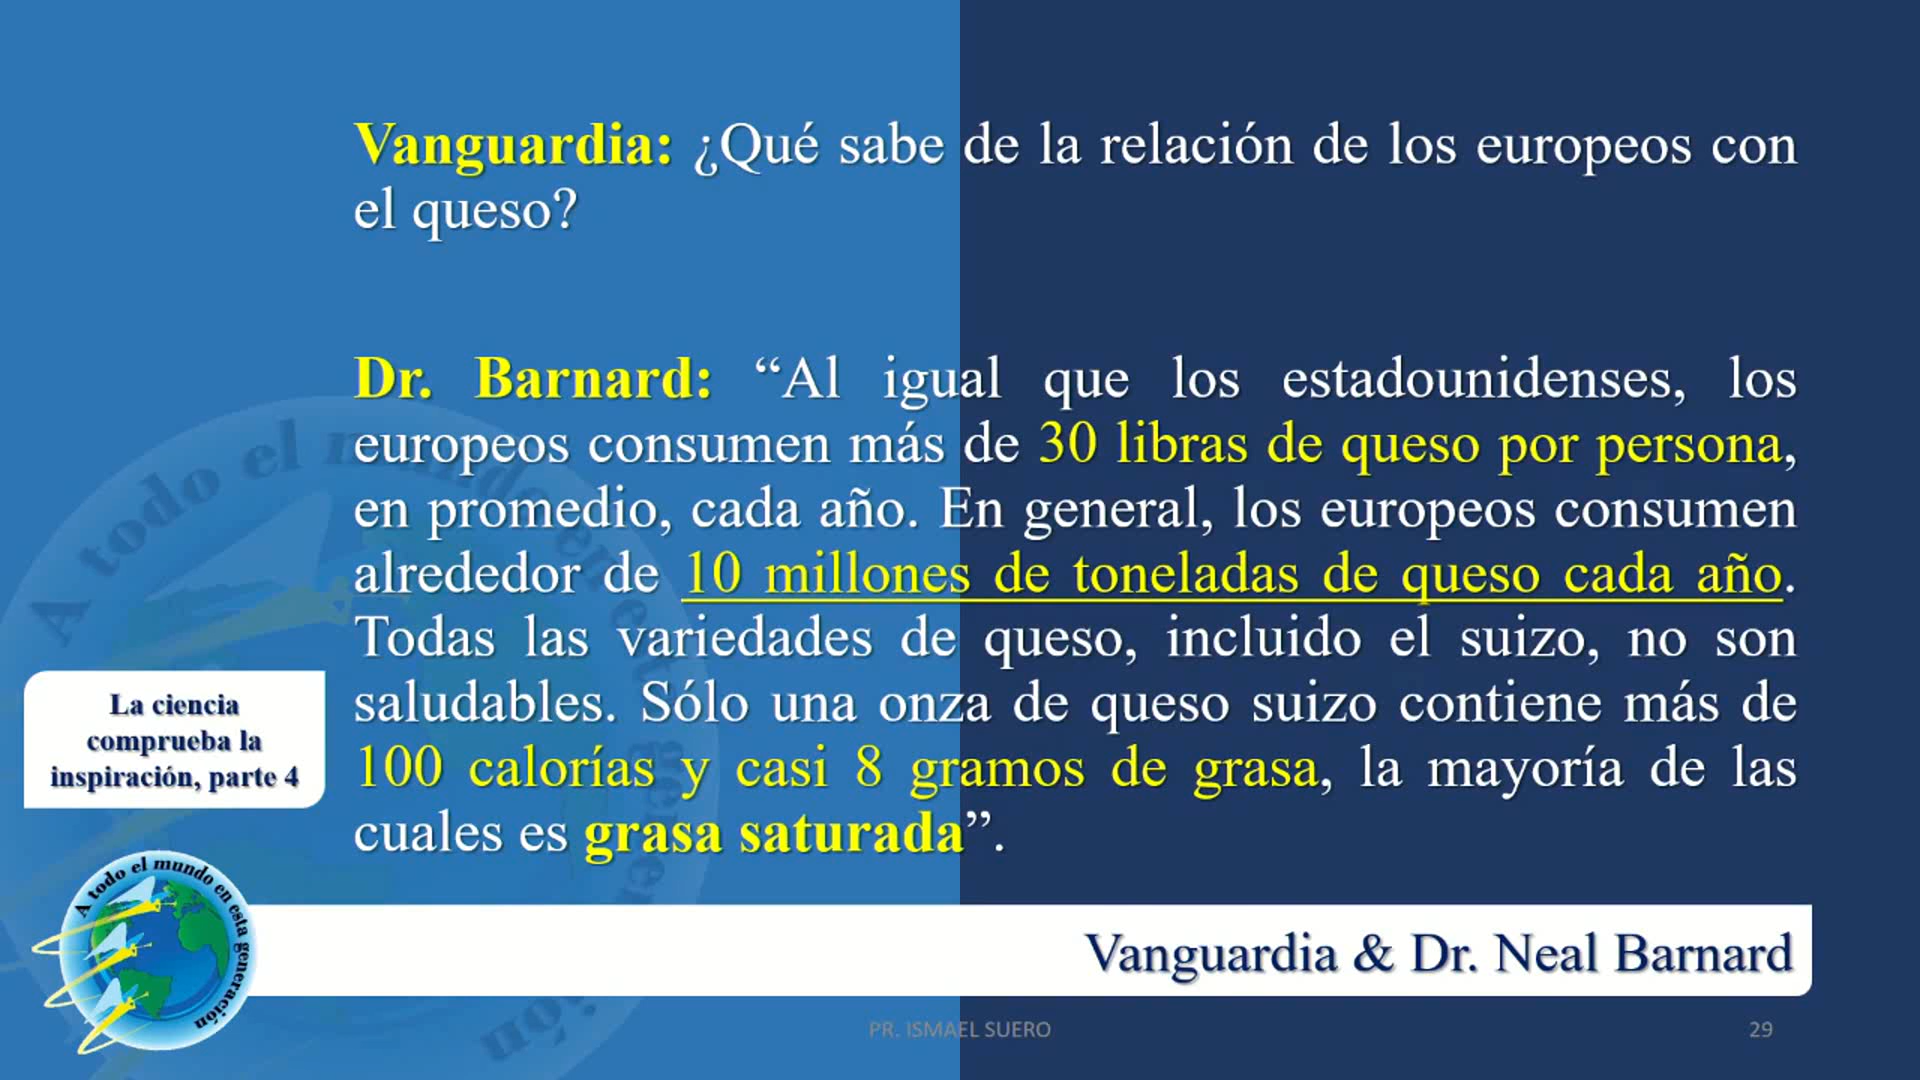 Vanguardia: ¿Qué sabe de la relación de los europeos con
el queso?
Dr. Barnard: “Al igual que los estadounidenses, los
europeos consumen más de 30 libras de queso por persona,
en promedio, cada año. En general, los europeos consumen
alrededor de 10 millones de toneladas de queso cada año.
Todas las variedades de queso, incluido el suizo, no son
saludables. Sólo una onza de queso suizo contiene más de
100 calorías y casi 8 gramos de grasa, la mayoría de las
cuales es grasa saturada”.
La ciencia
comprueba la
inspiración, parte 4
A todo el mundo en esta generación
Vanguardia & Dr. Neal Barnard
PR. ISMAEL SUERO
29